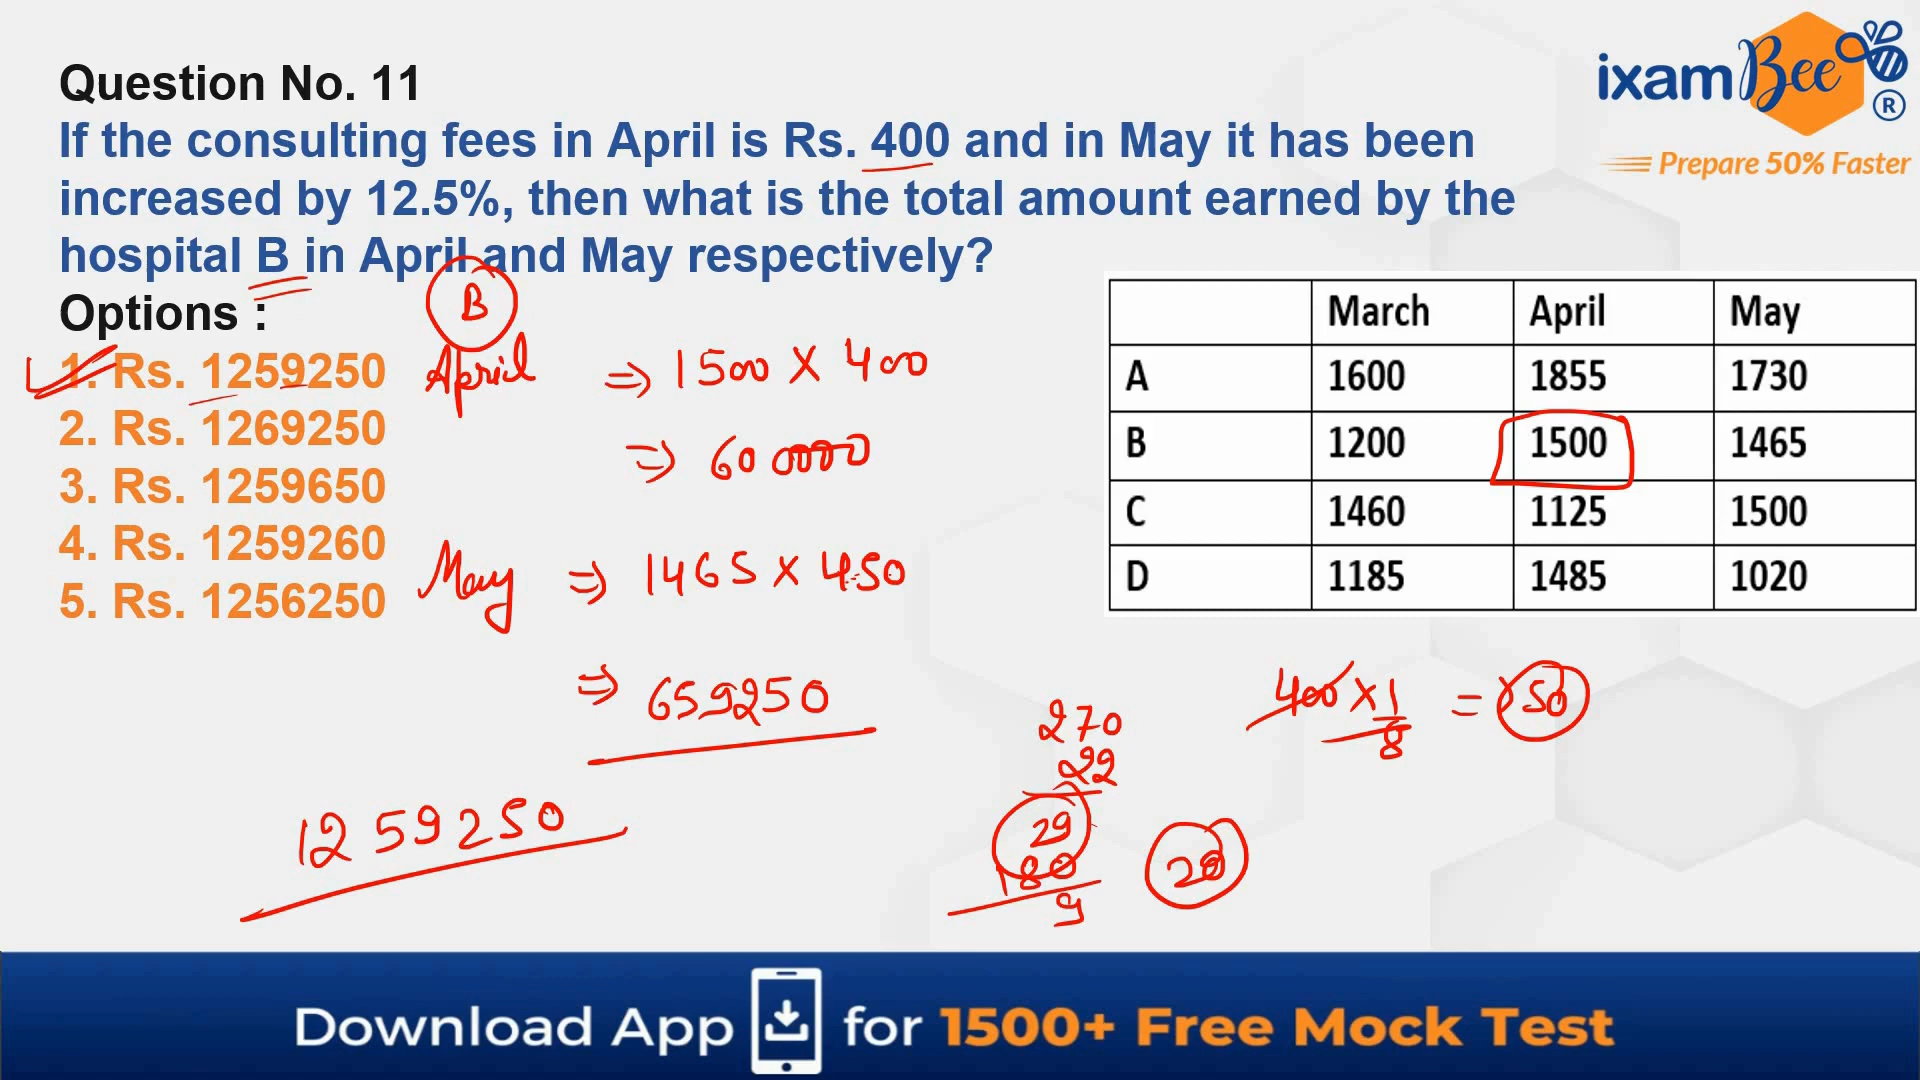 Question No. 11
If the consulting fees in April is Rs. 400 and in May it has been
increased by 12.5%, then what is the total amount earned by the
hospital B in April and May respectively?
Options :
1. Rs. 1259250
2. Rs. 1269250
3. Rs. 1259650
4. Rs. 1259260
5. Rs. 1256250
ixamBee ®
Prepare 50% Faster
March April May
A 1600 1855 1730
B 1200 1500 1465
C 1460 1125 1500
D 1185 1485 1020
B
April ⇒ 1500 X 400
⇒
May ⇒ 1465 X 450
⇒ 659250
1259250
270
22
29
180
9
400 X 1/8 =
Download App for 1500+ Free Mock Test